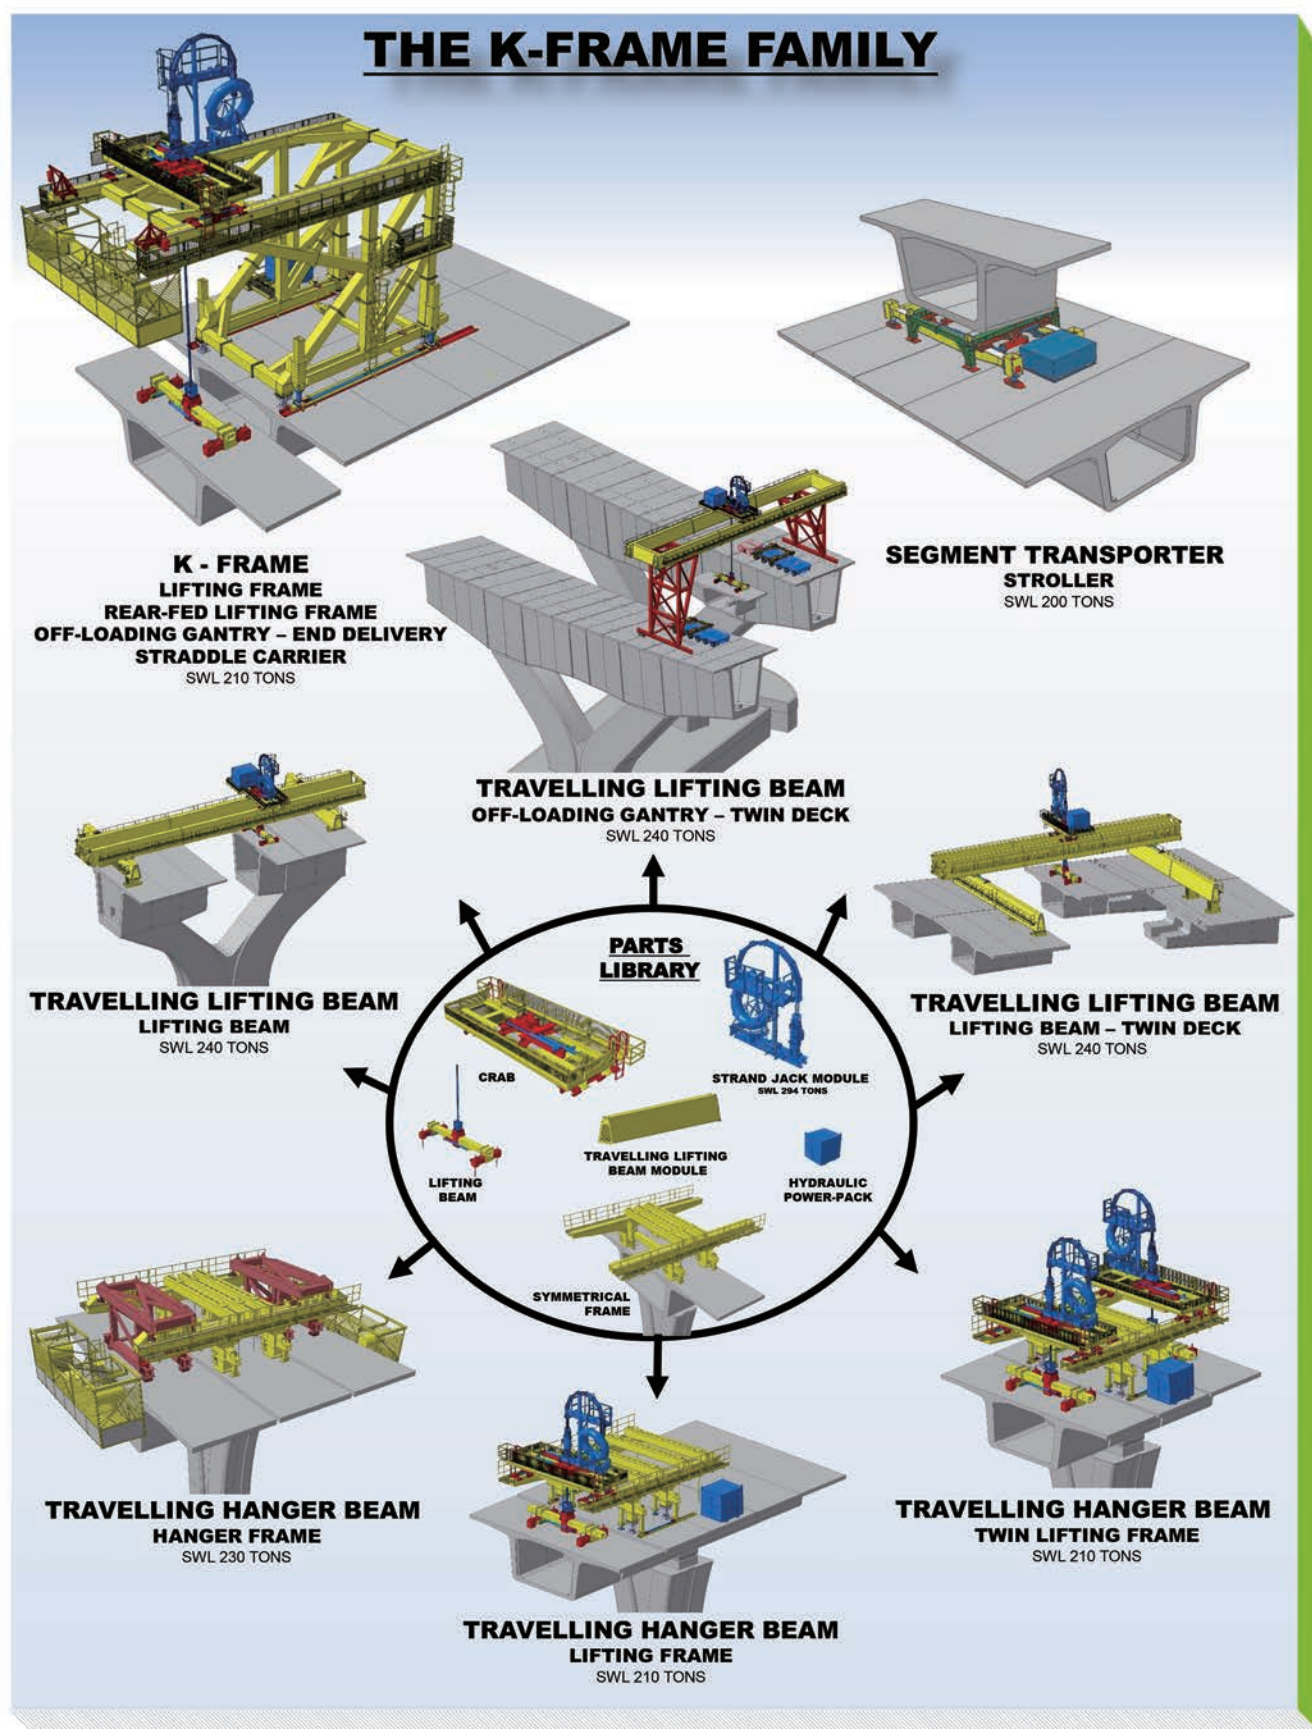 THE K-FRAME FAMILY
K - FRAME
LIFTING FRAME
REAR-FED LIFTING FRAME
OFF-LOADING GANTRY – END DELIVERY
STRADDLE CARRIER
SWL 210 TONS
SEGMENT TRANSPORTER
STROLLER
SWL 200 TONS
TRAVELLING LIFTING BEAM
OFF-LOADING GANTRY – TWIN DECK
SWL 240 TONS
TRAVELLING LIFTING BEAM
LIFTING BEAM
SWL 240 TONS
TRAVELLING LIFTING BEAM
LIFTING BEAM – TWIN DECK
SWL 240 TONS
PARTS
LIBRARY
CRAB
STRAND JACK MODULE
SWL 294 TONS
LIFTING
BEAM
TRAVELLING LIFTING
BEAM MODULE
HYDRAULIC
POWER-PACK
SYMMETRICAL
FRAME
TRAVELLING HANGER BEAM
HANGER FRAME
SWL 230 TONS
TRAVELLING HANGER BEAM
LIFTING FRAME
SWL 210 TONS
TRAVELLING HANGER BEAM
TWIN LIFTING FRAME
SWL 210 TONS